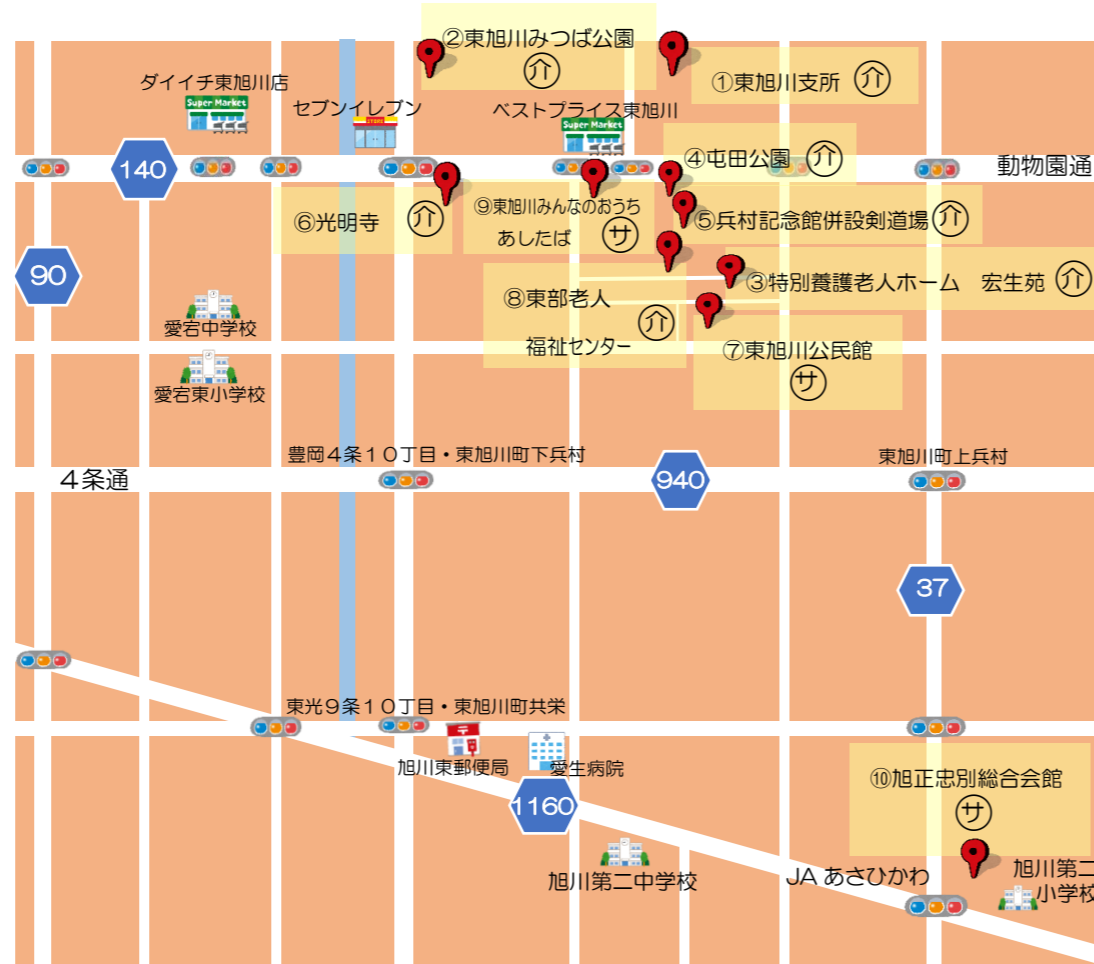 ②東旭川みつば公園
介
①東旭川支所 介
ダイイチ東旭川店
Super Market
セブンイレブン
STORE
ベストプライス東旭川
Super Market
④屯田公園 介
動物園通
140
⑥光明寺 介
⑨東旭川みんなのおうち
あしたば サ
⑤兵村記念館併設剣道場 介
90
③特別養護老人ホーム 宏生苑 介
⑧東部老人
福祉センター 介
愛宕中学校
⑦東旭川公民館
サ
愛宕東小学校
豊岡4条10丁目・東旭川町下兵村
東旭川町上兵村
4条通
940
37
東光9条10丁目・東旭川町共栄
旭川東郵便局
愛生病院
1160
⑩旭正忠別総合会館
サ
旭川第二中学校
JA あさひかわ
旭川第二
小学校